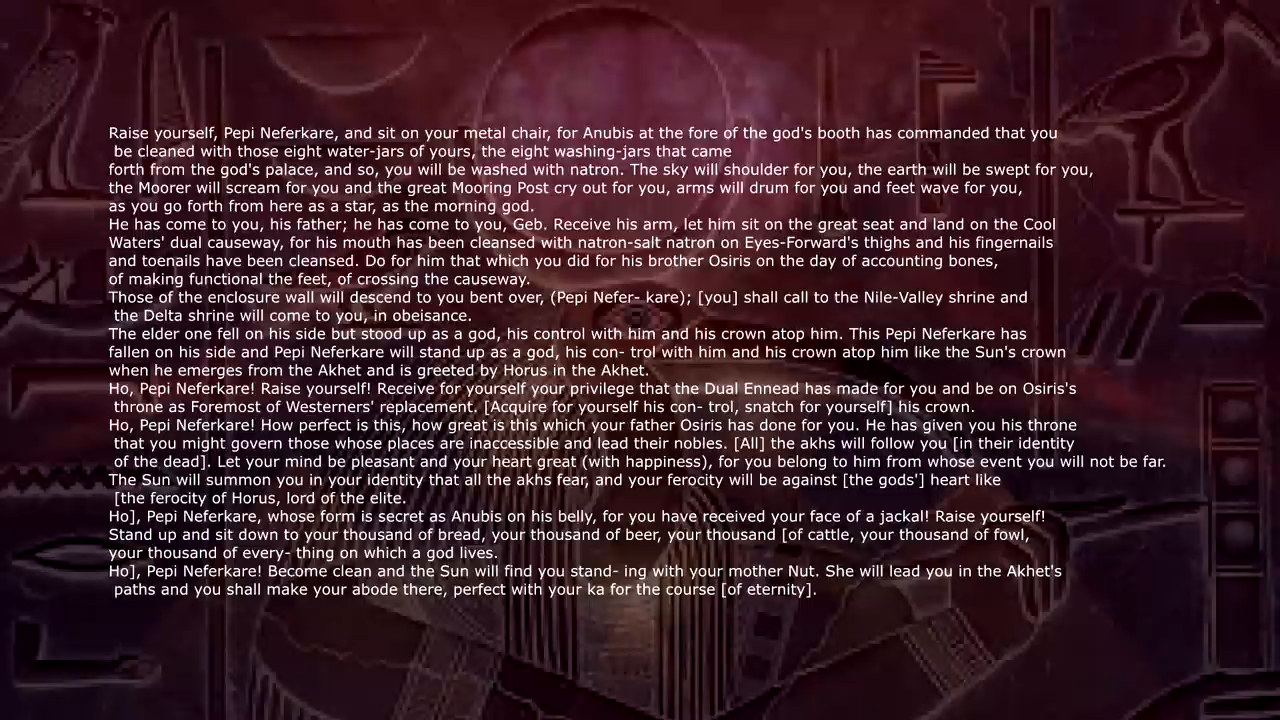 Raise yourself, Pepi Neferkare, and sit on your metal chair, for Anubis at the fore of the god's booth has commanded that you
be cleaned with those eight water-jars of yours, the eight washing-jars that came
forth from the god's palace, and so, you will be washed with natron. The sky will shoulder for you, the earth will be swept for you,
the Moorer will scream for you and the great Mooring Post cry out for you, arms will drum for you and feet wave for you,
as you go forth from here as a star, as the morning god.
He has come to you, his father; he has come to you, Geb. Receive his arm, let him sit on the great seat and land on the Cool
Waters' dual causeway, for his mouth has been cleansed with natron-salt natron on Eyes-Forward's thighs and his fingernails
and toenails have been cleansed. Do for him that which you did for his brother Osiris on the day of accounting bones,
of making functional the feet, of crossing the causeway.
Those of the enclosure wall will descend to you bent over, (Pepi Nefer- kare); [you] shall call to the Nile-Valley shrine and
the Delta shrine will come to you, in obeisance.
The elder one fell on his side but stood up as a god, his control with him and his crown atop him. This Pepi Neferkare has
fallen on his side and Pepi Neferkare will stand up as a god, his con- trol with him and his crown atop him like the Sun's crown
when he emerges from the Akhet and is greeted by Horus in the Akhet.
Ho, Pepi Neferkare! Raise yourself! Receive for yourself your privilege that the Dual Ennead has made for you and be on Osiris's
throne as Foremost of Westerners' replacement. [Acquire for yourself his con- trol, snatch for yourself] his crown.
Ho, Pepi Neferkare! How perfect is this, how great is this which your father Osiris has done for you. He has given you his throne
that you might govern those whose places are inaccessible and lead their nobles. [All] the akhs will follow you [in their identity
of the dead]. Let your mind be pleasant and your heart great (with happiness), for you belong to him from whose event you will not be far.
The Sun will summon you in your identity that all the akhs fear, and your ferocity will be against [the gods'] heart like
[the ferocity of Horus, lord of the elite.
Ho], Pepi Neferkare, whose form is secret as Anubis on his belly, for you have received your face of a jackal! Raise yourself!
Stand up and sit down to your thousand of bread, your thousand of beer, your thousand [of cattle, your thousand of fowl,
your thousand of every- thing on which a god lives.
Ho], Pepi Neferkare! Become clean and the Sun will find you stand- ing with your mother Nut. She will lead you in the Akhet's
paths and you shall make your abode there, perfect with your ka for the course [of eternity].